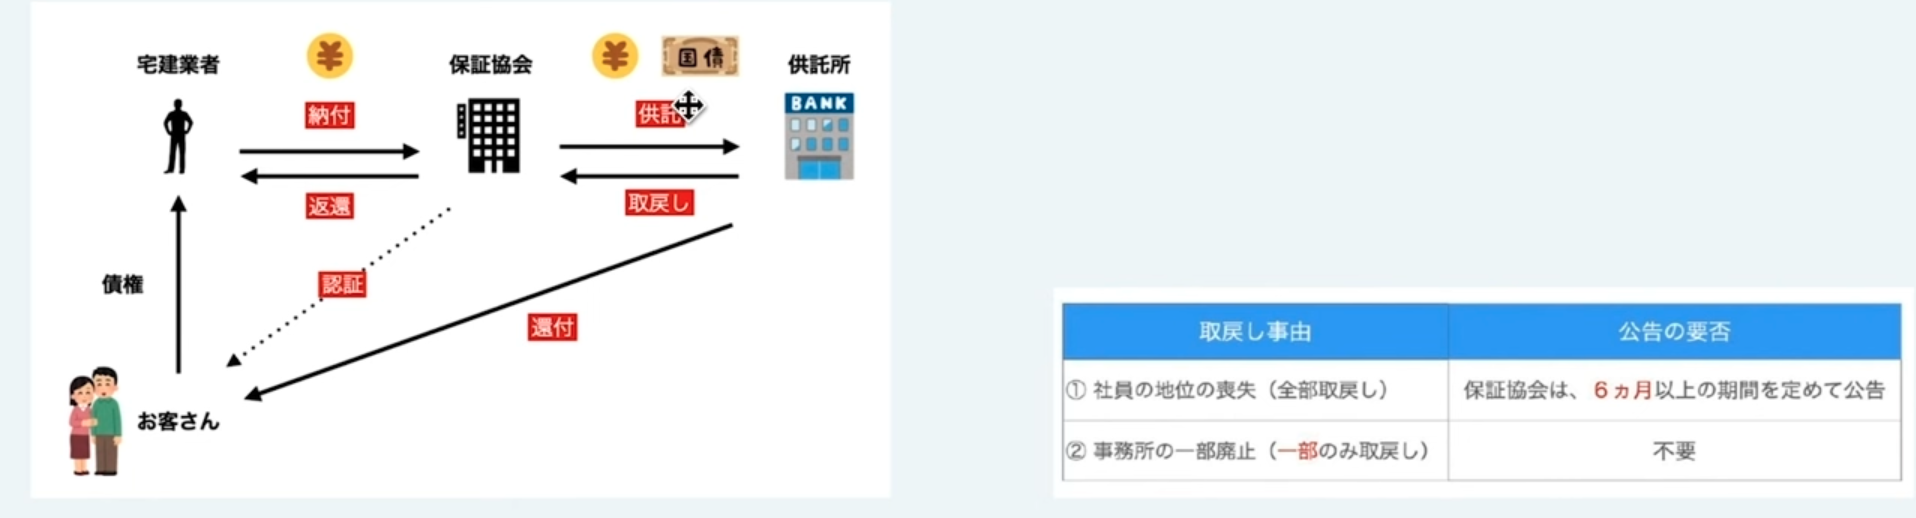 宅建業者
¥
保証協会
¥
国債
供託所
納付
供託
BANK
返還
取戻し
債権
認証
還付
お客さん
取戻し事由
公告の要否
① 社員の地位の喪失（全部取戻し）
保証協会は、６ヵ月以上の期間を定めて公告
② 事務所の一部廃止（一部のみ取戻し）
不要